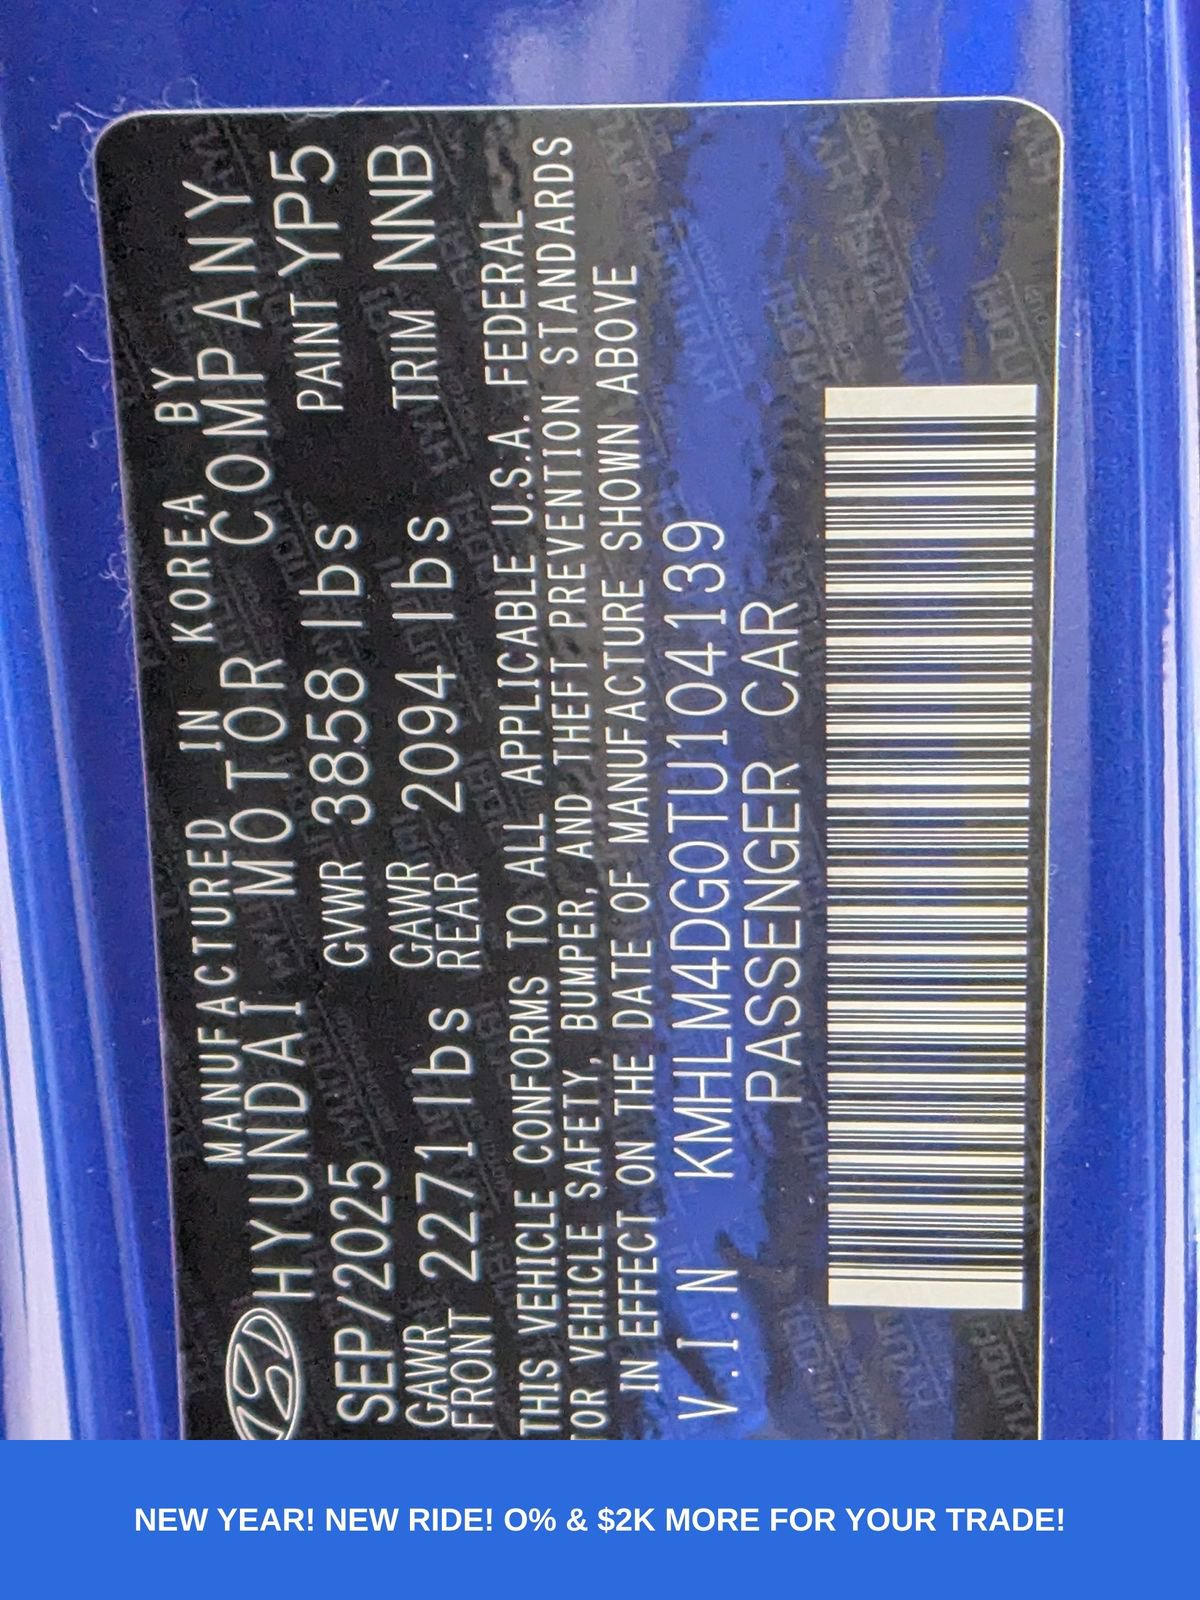 MANUFACTURED IN KOREA BY
HYUNDAI MOTOR COMPANY
SEP/2025 GVWR 3858 lbs PAINT YP5
GAWR FRONT 2271 lbs GAWR REAR 2094 lbs TRIM NNB
THIS VEHICLE CONFORMS TO ALL APPLICABLE U.S.A. FEDERAL
MOTOR VEHICLE SAFETY, BUMPER, AND THEFT PREVENTION STANDARDS
IN EFFECT ON THE DATE OF MANUFACTURE SHOWN ABOVE
V.I.N KMHLM4DG0TU104139
PASSENGER CAR
NEW YEAR! NEW RIDE! O% & $2K MORE FOR YOUR TRADE!